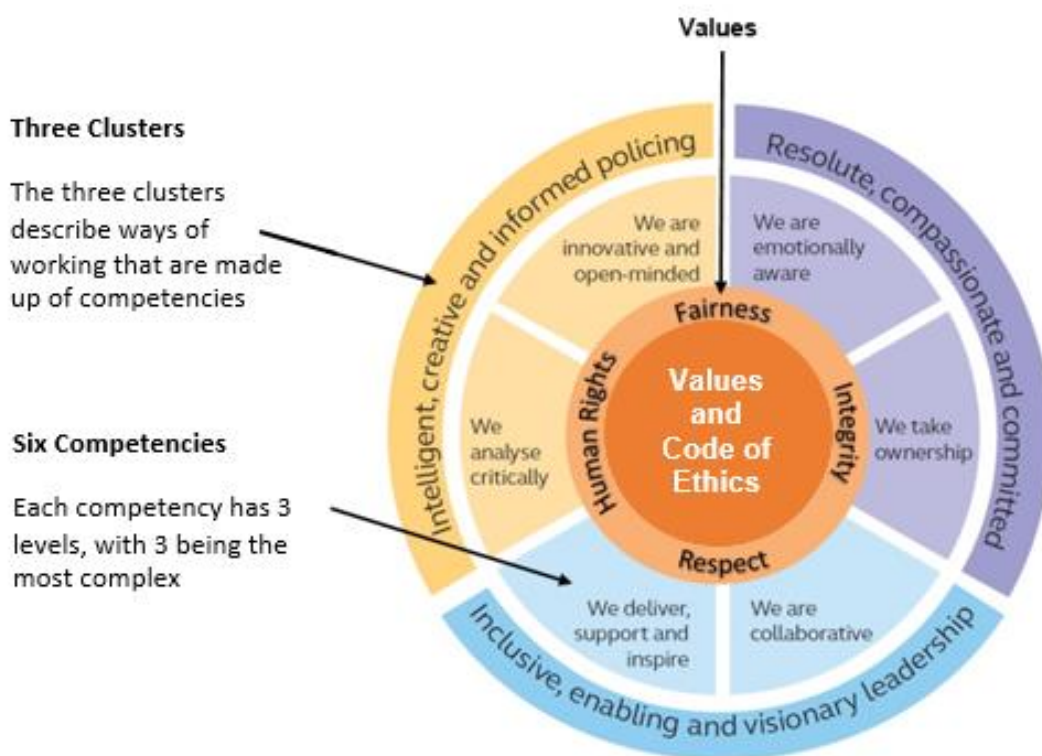 Values
Three Clusters
The three clusters
describe ways of
working that are made
up of competencies
Six Competencies
Each competency has 3
levels, with 3 being the
most complex
Intelligent, creative and informed policing
Resolute, compassionate and committed
Inclusive, enabling and visionary leadership
We are
innovative and
open-minded
We are
emotionally
aware
We
analyse
critically
We take
ownership
We deliver,
support and
inspire
We are
collaborative
Fairness
Integrity
Respect
Human Rights
Values
and
Code of
Ethics